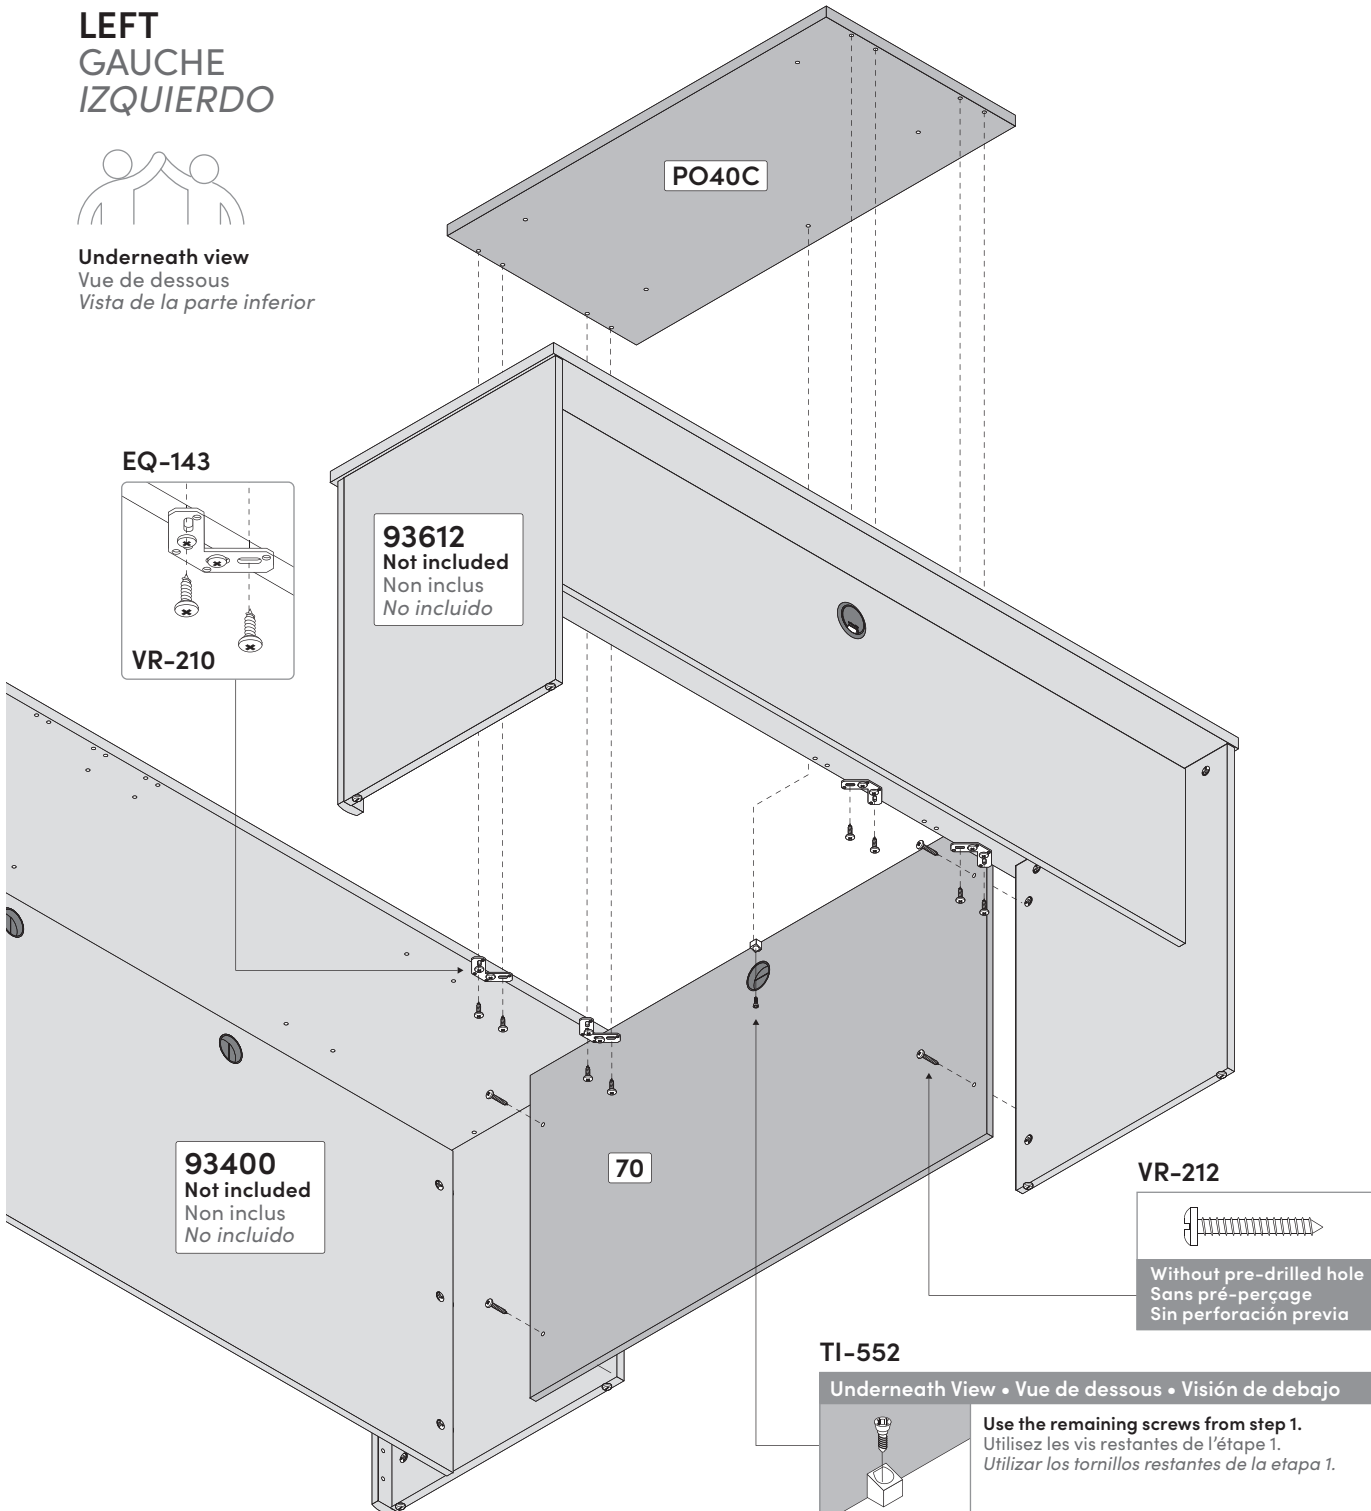 LEFT
GAUCHE
IZQUIERDO
Underneath view
Vue de dessous
Vista de la parte inferior
PO40C
EQ-143
VR-210
93612
Not included
Non inclus
No incluido
93400
Not included
Non inclus
No incluido
70
VR-212
Without pre-drilled hole
Sans pré-perçage
Sin perforación previa
TI-552
Underneath View • Vue de dessous • Visión de debajo
Use the remaining screws from step 1.
Utilisez les vis restantes de l'étape 1.
Utilizar los tornillos restantes de la etapa 1.